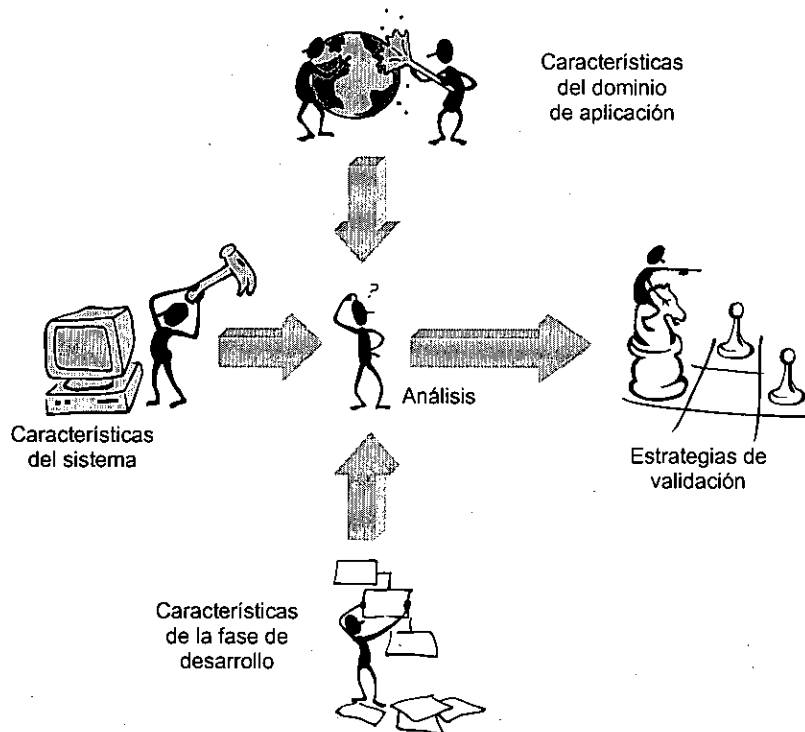 Características
del dominio
de aplicación
?
Análisis
Características
del sistema
Estrategias de
validación
Características
de la fase de
desarrollo